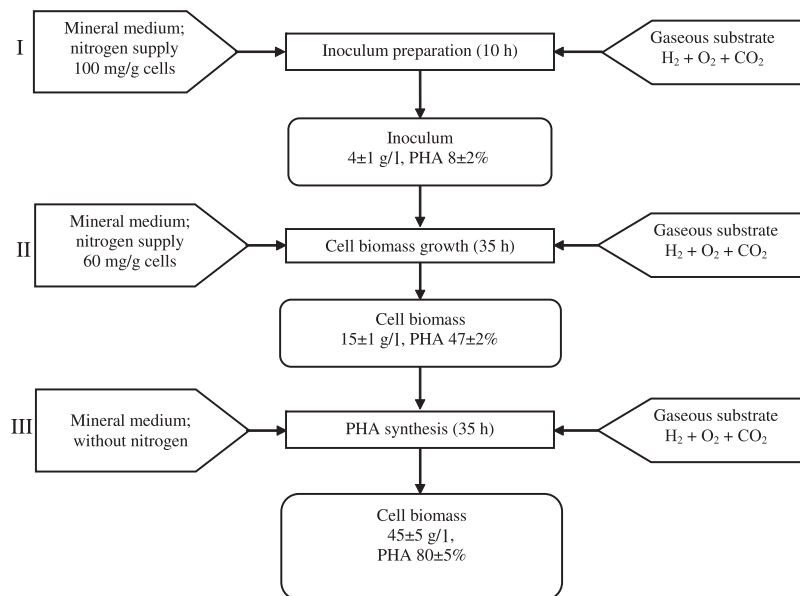 I
Mineral medium;
nitrogen supply
100 mg/g cells
Inoculum preparation (10 h)
Gaseous substrate
H₂ + O₂ + CO₂
Inoculum
4±1 g/l, PHA 8±2%
II
Mineral medium;
nitrogen supply
60 mg/g cells
Cell biomass growth (35 h)
Gaseous substrate
H₂ + O₂ + CO₂
Cell biomass
15±1 g/l, PHA 47±2%
III
Mineral medium;
without nitrogen
PHA synthesis (35 h)
Gaseous substrate
H₂ + O₂ + CO₂
Cell biomass
45±5 g/l,
PHA 80±5%